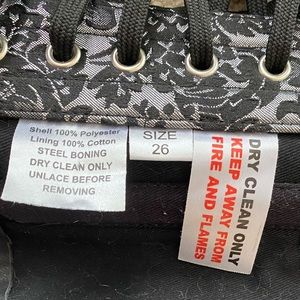 Shell 100% Polyester
Lining 100% Cotton
STEEL BONING
DRY CLEAN ONLY
UNLACE BEFORE
REMOVING
SIZE
26
DRY CLEAN ONLY
KEEP AWAY FROM
FIRE AND FLAMES